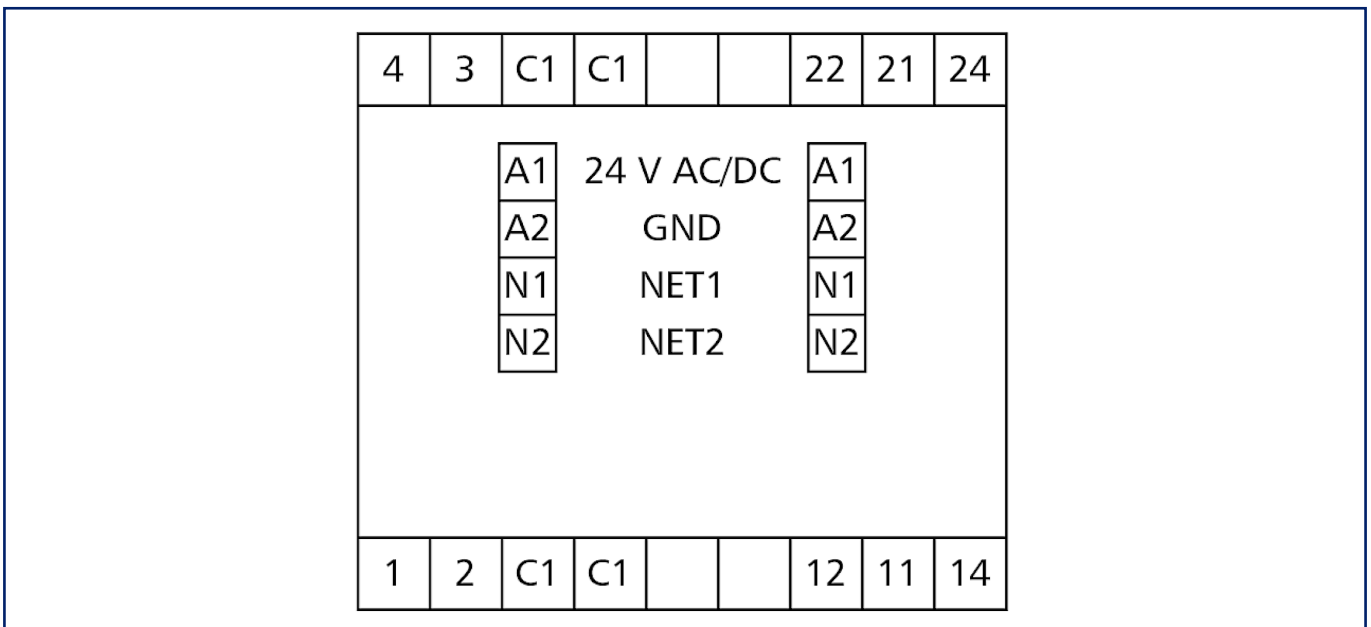 4 3 C1 C1 22 21 24
A1 24 V AC/DC A1
A2 GND A2
N1 NET1 N1
N2 NET2 N2
1 2 C1 C1 12 11 14